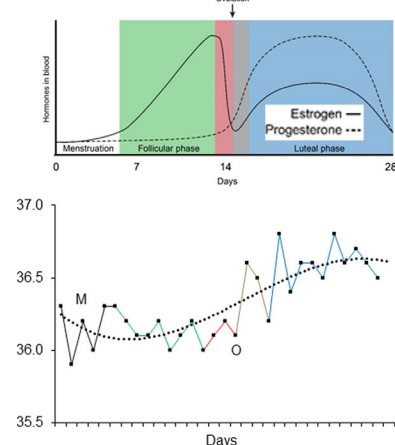 Ovulation
Hormones in blood
Estrogen
Progesterone
Menstruation
Follicular phase
Luteal phase
0
7
14
28
Days
37.0
36.5
36.0
35.5
M
O
Days